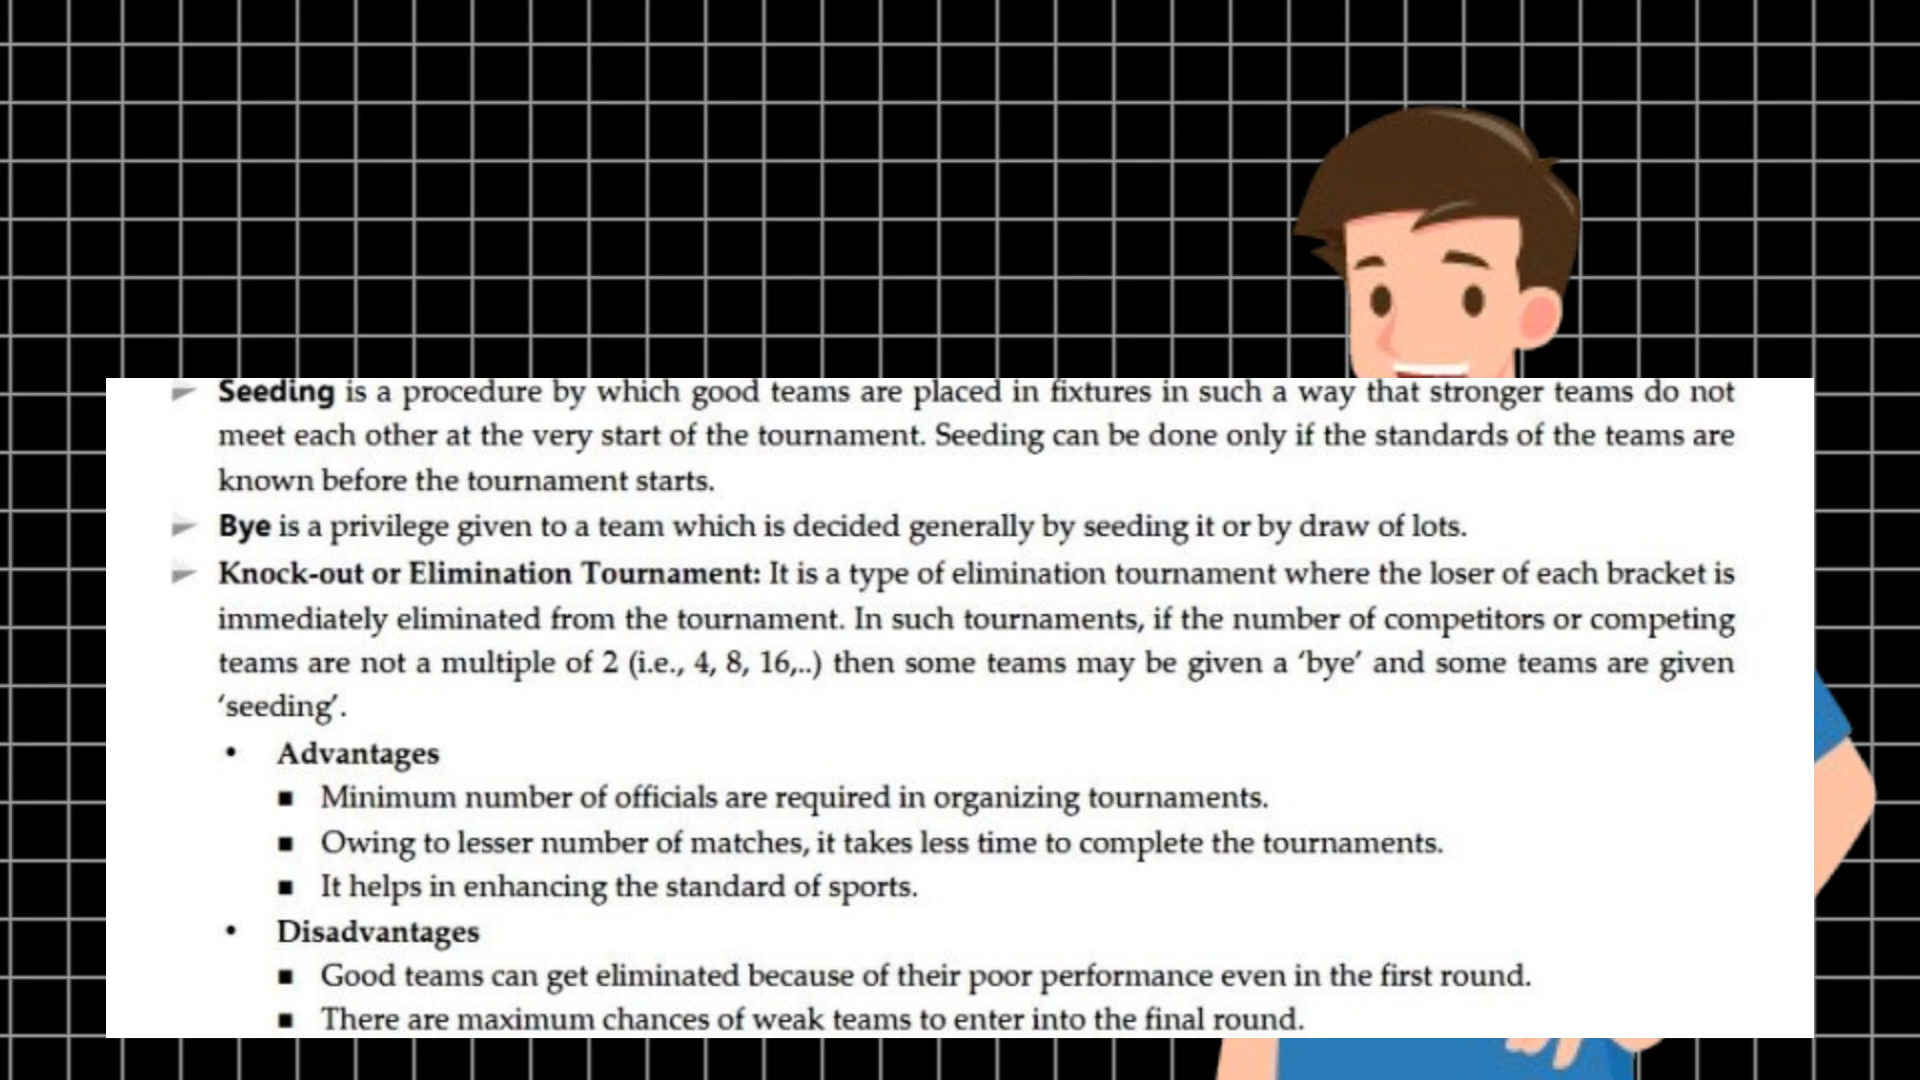 Seeding is a procedure by which good teams are placed in fixtures in such a way that stronger teams do not
meet each other at the very start of the tournament. Seeding can be done only if the standards of the teams are
known before the tournament starts.
Bye is a privilege given to a team which is decided generally by seeding it or by draw of lots.
Knock-out or Elimination Tournament: It is a type of elimination tournament where the loser of each bracket is
immediately eliminated from the tournament. In such tournaments, if the number of competitors or competing
teams are not a multiple of 2 (i.e., 4, 8, 16,..) then some teams may be given a ‘bye’ and some teams are given
‘seeding’.
• Advantages
■ Minimum number of officials are required in organizing tournaments.
■ Owing to lesser number of matches, it takes less time to complete the tournaments.
■ It helps in enhancing the standard of sports.
• Disadvantages
■ Good teams can get eliminated because of their poor performance even in the first round.
■ There are maximum chances of weak teams to enter into the final round.